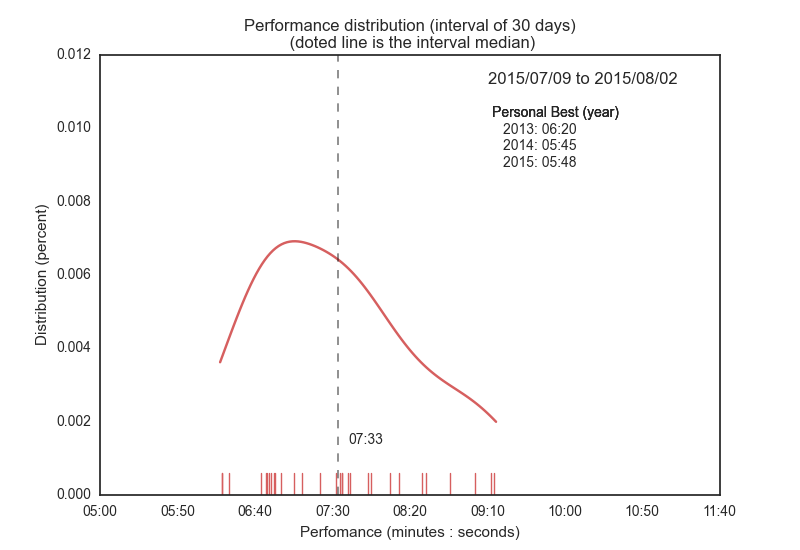 Performance distribution (interval of 30 days)
(doted line is the interval median)
0.012
0.010
0.008
0.006
0.004
0.002
0.000
Distribution (percent)
2015/07/09 to 2015/08/02
Personal Best (year)
2013: 06:20
2014: 05:45
2015: 05:48
07:33
05:00 05:50 06:40 07:30 08:20 09:10 10:00 10:50 11:40
Perfomance (minutes : seconds)